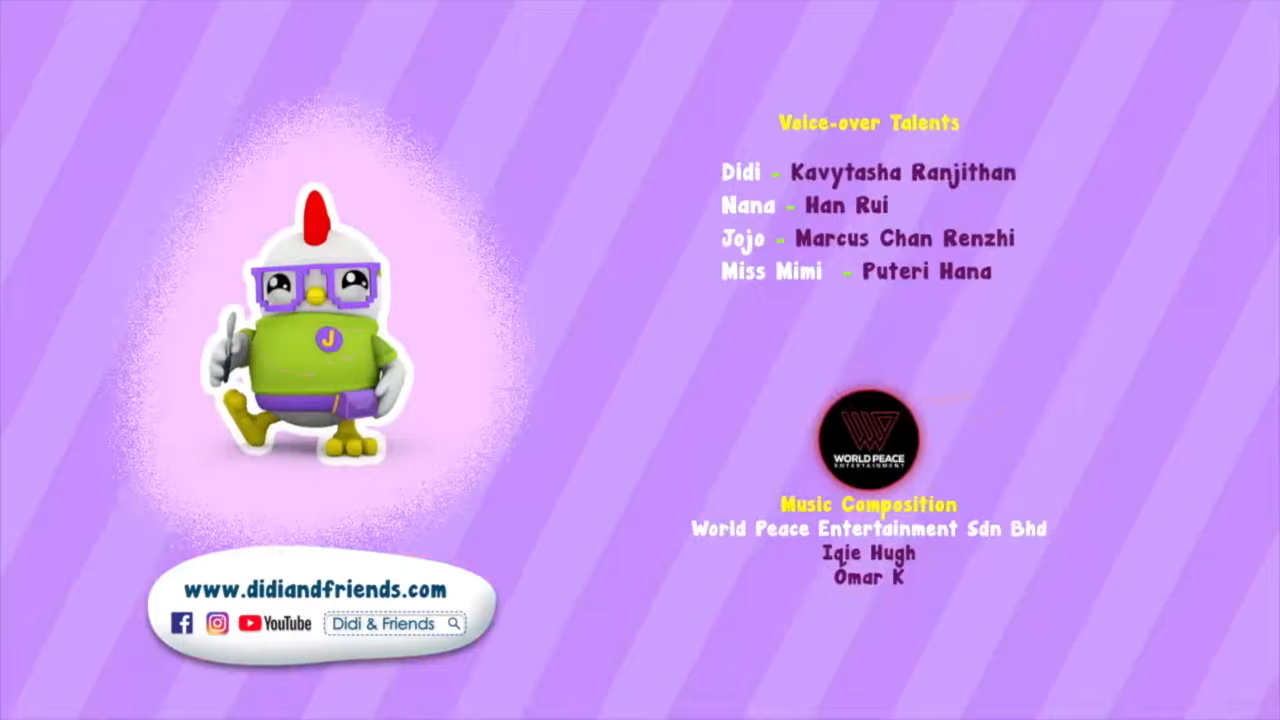 Voice-over Talents
Didi - Kavytasha Ranjithan
Nana - Han Rui
Jojo - Marcus Chan Renzhi
Miss Mimi - Puteri Hana
J
WORLD PEACE
ENTERTAINMENT
Music Composition
World Peace Entertainment Sdn Bhd
Iqie Hugh
Omar K
www.didiandfriends.com
YouTube Didi & Friends